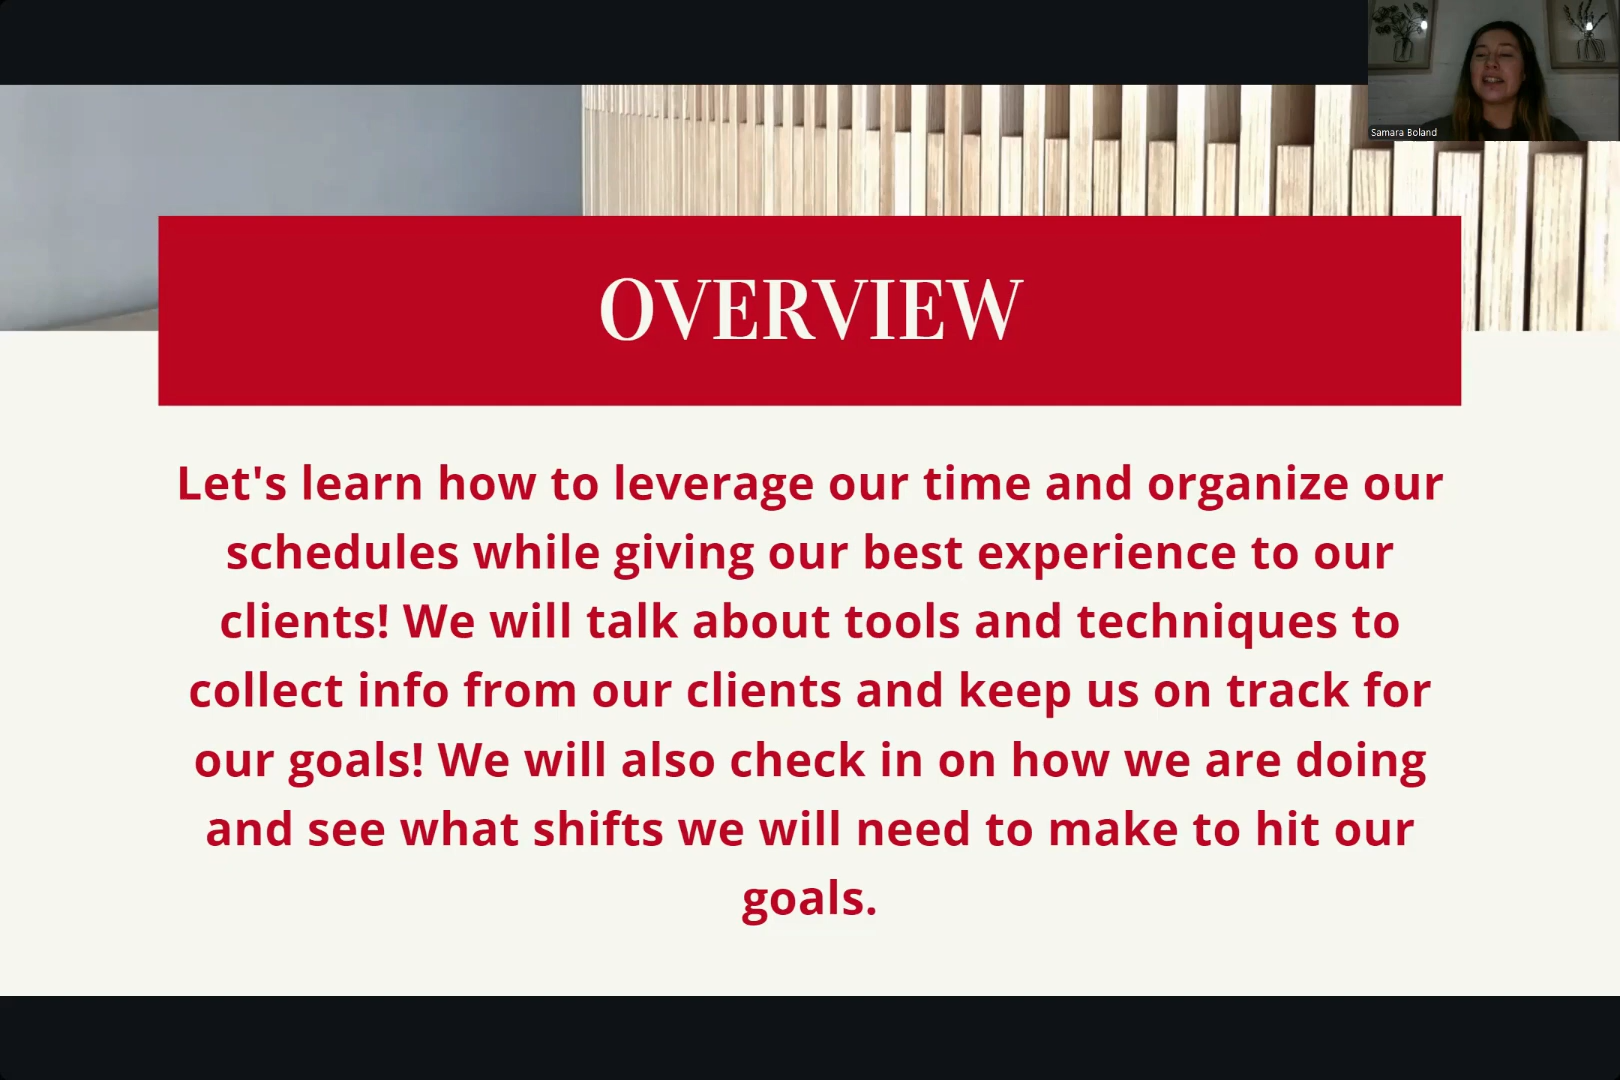 Samara Boland
OVERVIEW
Let's learn how to leverage our time and organize our
schedules while giving our best experience to our
clients! We will talk about tools and techniques to
collect info from our clients and keep us on track for
our goals! We will also check in on how we are doing
and see what shifts we will need to make to hit our
goals.